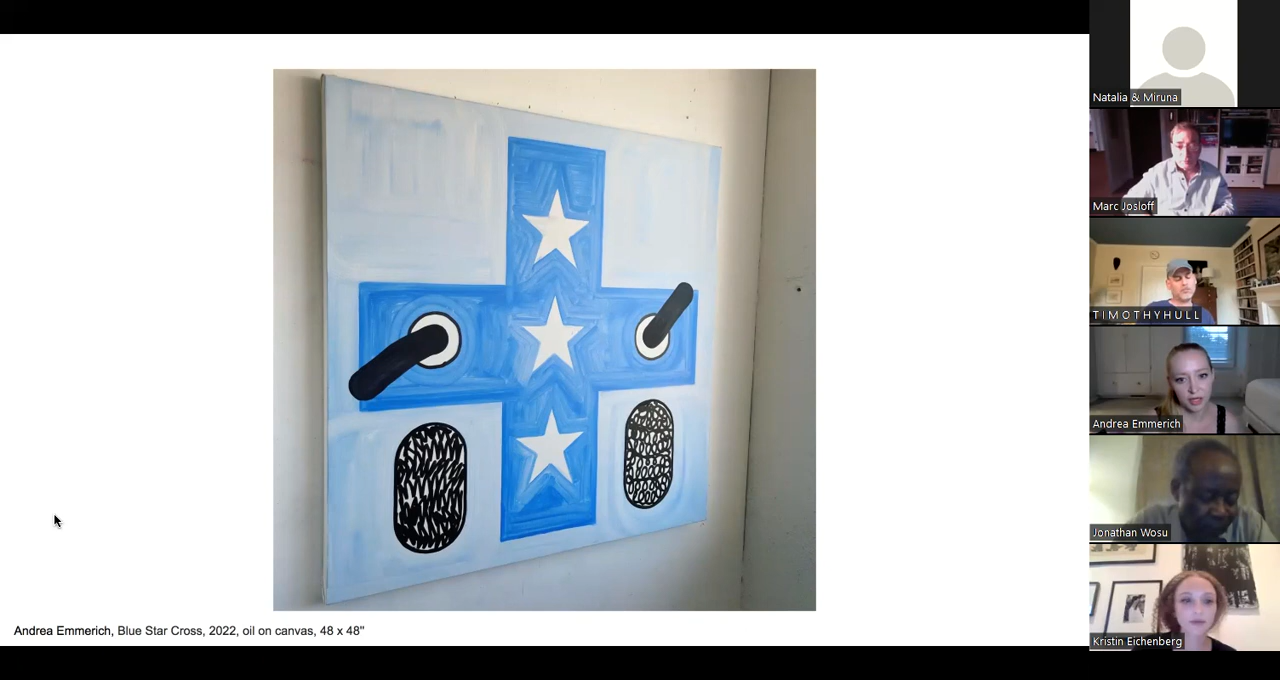 Natalia & Miruna
Marc Josloff
T I M O T H Y H U L L
Andrea Emmerich
Jonathan Wosu
Kristin Eichenberg
Andrea Emmerich, Blue Star Cross, 2022, oil on canvas, 48 x 48"